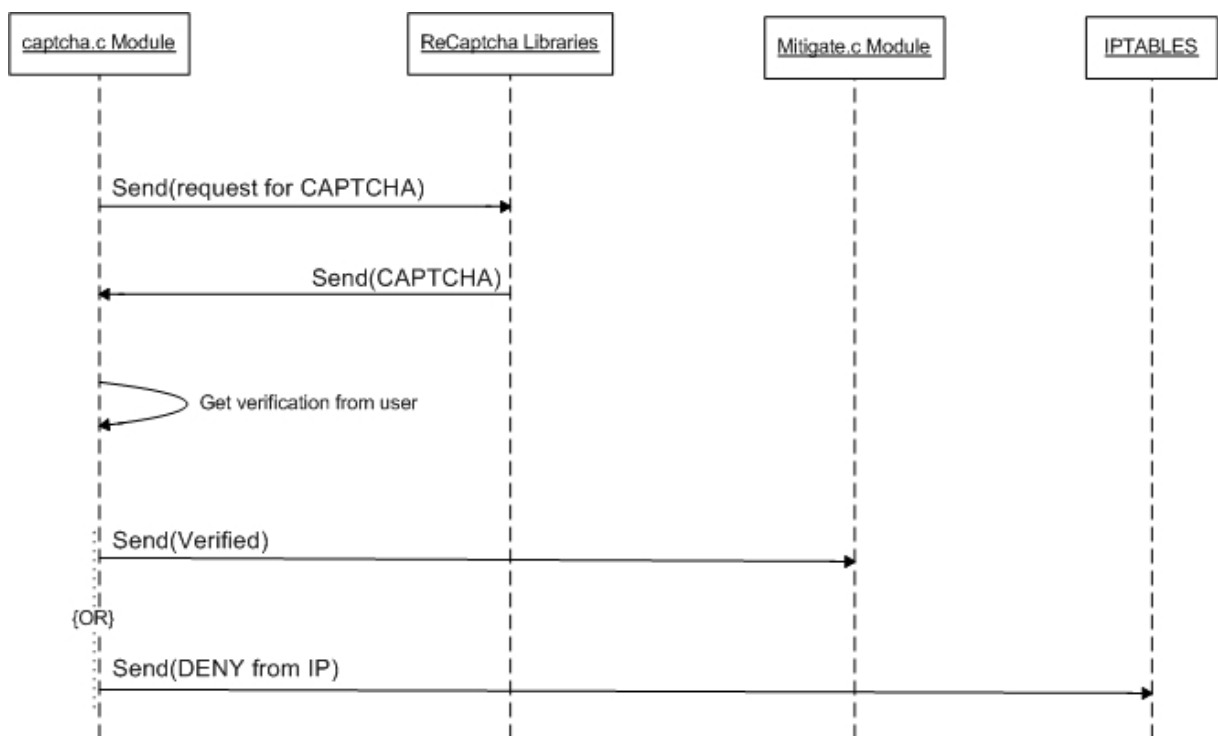 captcha.c Module
ReCaptcha Libraries
Mitigate.c Module
IPTABLES
Send(request for CAPTCHA)
Send(CAPTCHA)
Get verification from user
Send(Verified)
{OR}
Send(DENY from IP)